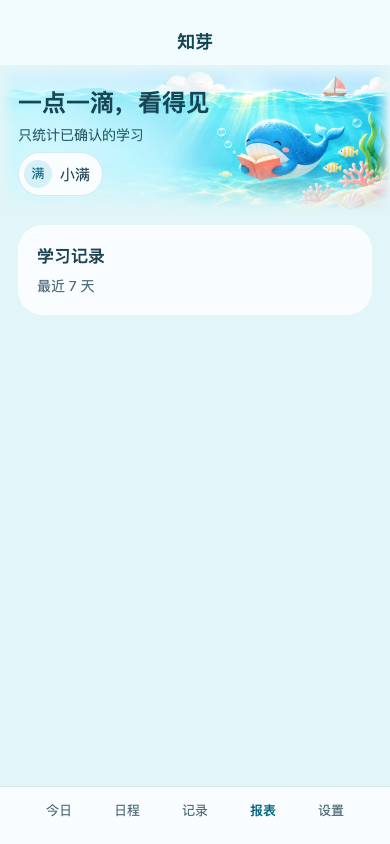 知芽
一点一滴，看得见
只统计已确认的学习
满 小满
学习记录
最近 7 天
今日 日程 记录 报表 设置